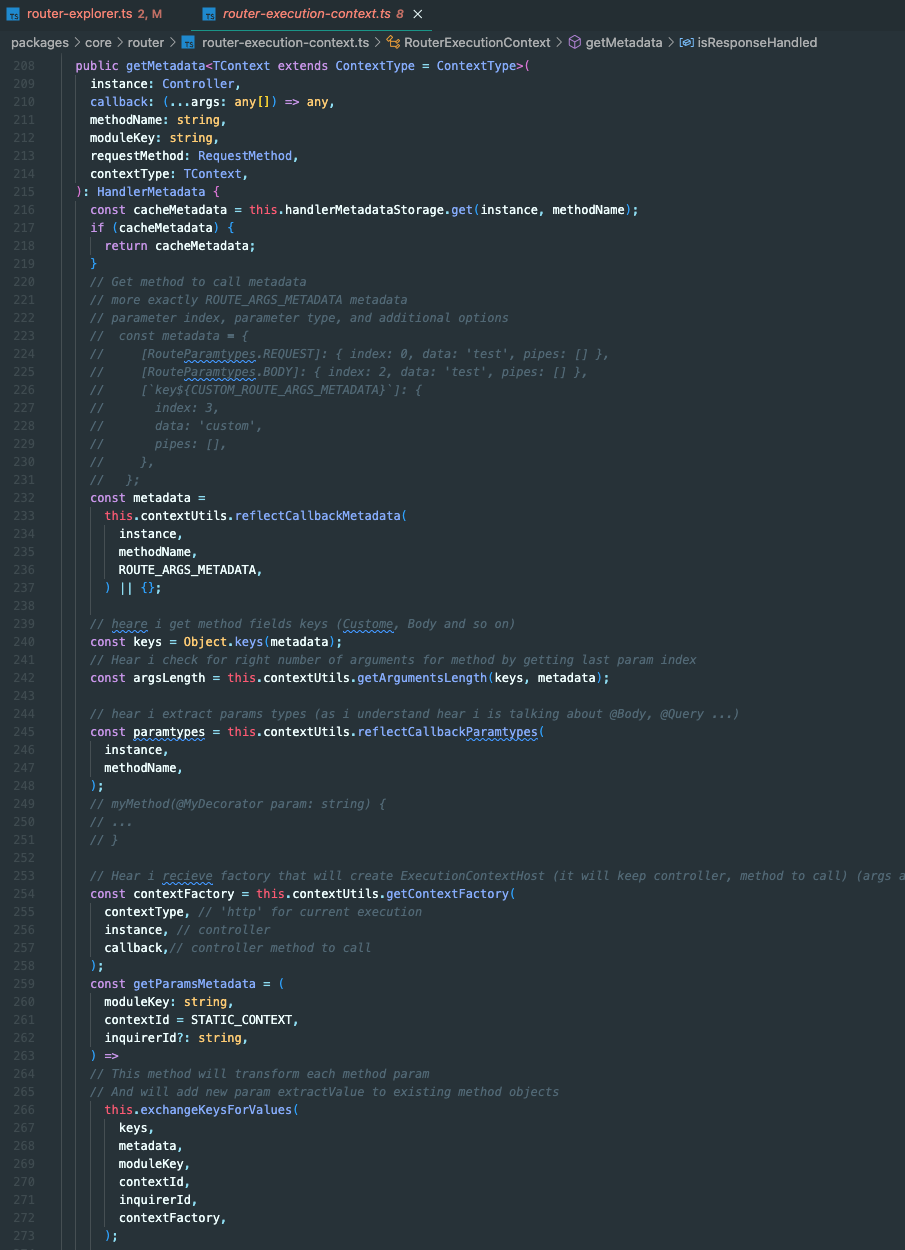 TS router-explorer.ts 2, M TS router-execution-context.ts 8 ×
packages > core > router > TS router-execution-context.ts > RouterExecutionContext > getMetadata > isResponseHandled
208 public getMetadata<TContext extends ContextType = ContextType>(
209 instance: Controller,
210 callback: (...args: any[]) => any,
211 methodName: string,
212 moduleKey: string,
213 requestMethod: RequestMethod,
214 contextType: TContext,
215 ): HandlerMetadata {
216 const cacheMetadata = this.handlerMetadataStorage.get(instance, methodName);
217 if (cacheMetadata) {
218 return cacheMetadata;
219 }
220 // Get method to call metadata
221 // more exactly ROUTE_ARGS_METADATA metadata
222 // parameter index, parameter type, and additional options
223 // const metadata = {
224 // [RouteParamtypes.REQUEST]: { index: 0, data: 'test', pipes: [] },
225 // [RouteParamtypes.BODY]: { index: 2, data: 'test', pipes: [] },
226 // [`key${CUSTOM_ROUTE_ARGS_METADATA}`]: {
227 // index: 3,
228 // data: 'custom',
229 // pipes: [],
230 // },
231 // };
232 const metadata =
233 this.contextUtils.reflectCallbackMetadata(
234 instance,
235 methodName,
236 ROUTE_ARGS_METADATA,
237 ) || {};
238
239 // heare i get method fields keys (Custome, Body and so on)
240 const keys = Object.keys(metadata);
241 // Hear i check for right number of arguments for method by getting last param index
242 const argsLength = this.contextUtils.getArgumentsLength(keys, metadata);
243
244 // hear i extract params types (as i understand hear i is talking about @Body, @Query ...)
245 const paramtypes = this.contextUtils.reflectCallbackParamtypes(
246 instance,
247 methodName,
248 );
249 // myMethod(@MyDecorator param: string) {
250 // ...
251 // }
252
253 // Hear i recieve factory that will create ExecutionContextHost (it will keep controller, method to call) (args a
254 const contextFactory = this.contextUtils.getContextFactory(
255 contextType, // 'http' for current execution
256 instance, // controller
257 callback,// controller method to call
258 );
259 const getParamsMetadata = (
260 moduleKey: string,
261 contextId = STATIC_CONTEXT,
262 inquirerId?: string,
263 ) =>
264 // This method will transform each method param
265 // And will add new param extractValue to existing method objects
266 this.exchangeKeysForValues(
267 keys,
268 metadata,
269 moduleKey,
270 contextId,
271 inquirerId,
272 contextFactory,
273 );